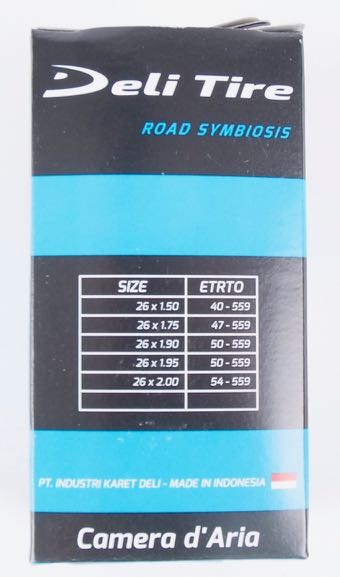 Deli Tire
ROAD SYMBIOSIS
SIZE ETRTO
26 x 1.50 40 - 559
26 x 1.75 47 - 559
26 x 1.90 50 - 559
26 x 1.95 50 - 559
26 x 2.00 54 - 559
PT. INDUSTRI KARET DELI - MADE IN INDONESIA
Camera d'Aria